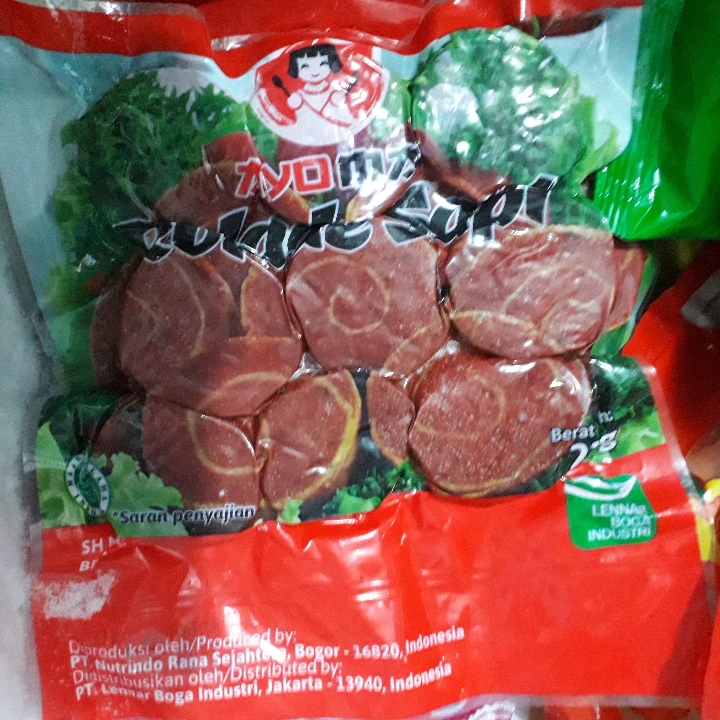 AYO MA
Rolade Sapi
Berat
*Saran penyajian
LENNAR
BOGA
INDUSTRI
Diproduksi oleh/Produced by:
PT. Nutrindo Rana Sejahtera, Bogor - 16820, Indonesia
Didistribusikan oleh/Distributed by:
PT. Lennar Boga Industri, Jakarta - 13940, Indonesia